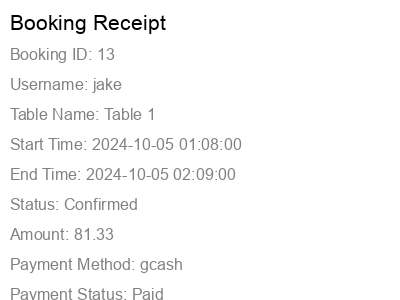 Booking Receipt
Booking ID: 13
Username: jake
Table Name: Table 1
Start Time: 2024-10-05 01:08:00
End Time: 2024-10-05 02:09:00
Status: Confirmed
Amount: 81.33
Payment Method: gcash
Payment Status: Paid